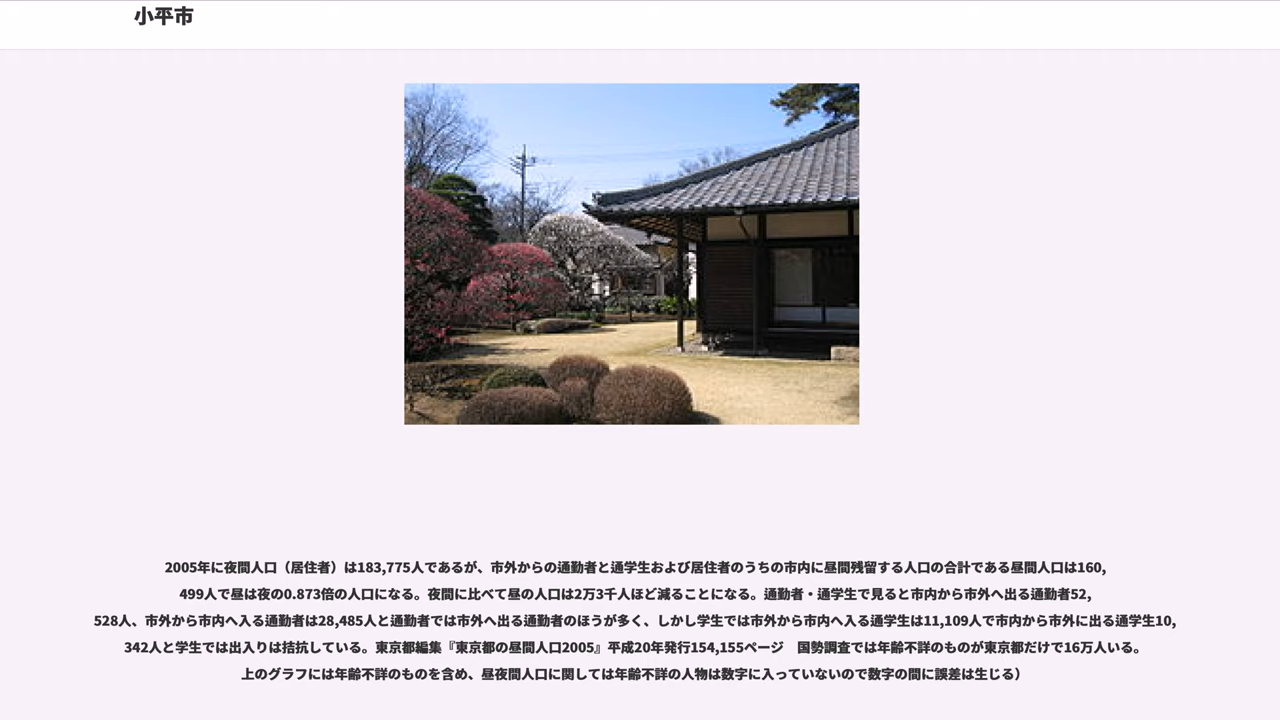 小平市
2005年に夜間人口（居住者）は183,775人であるが、市外からの通勤者と通学生および居住者のうちの市内に昼間残留する人口の合計である昼間人口は160,
499人で昼は夜の0.873倍の人口になる。夜間に比べて昼の人口は2万3千人ほど減ることになる。通勤者・通学生で見ると市内から市外へ出る通勤者52,
528人、市外から市内へ入る通勤者は28,485人と通勤者では市外へ出る通勤者のほうが多く、しかし学生では市外から市内へ入る通学生は11,109人で市内から市外に出る通学生10,
342人と学生では出入りは拮抗している。東京都編集『東京都の昼間人口2005』平成20年発行154,155ページ　国勢調査では年齢不詳のものが東京都だけで16万人いる。
上のグラフには年齢不詳のものを含め、昼夜間人口に関しては年齢不詳の人物は数字に入っていないので数字の間に誤差は生じる）